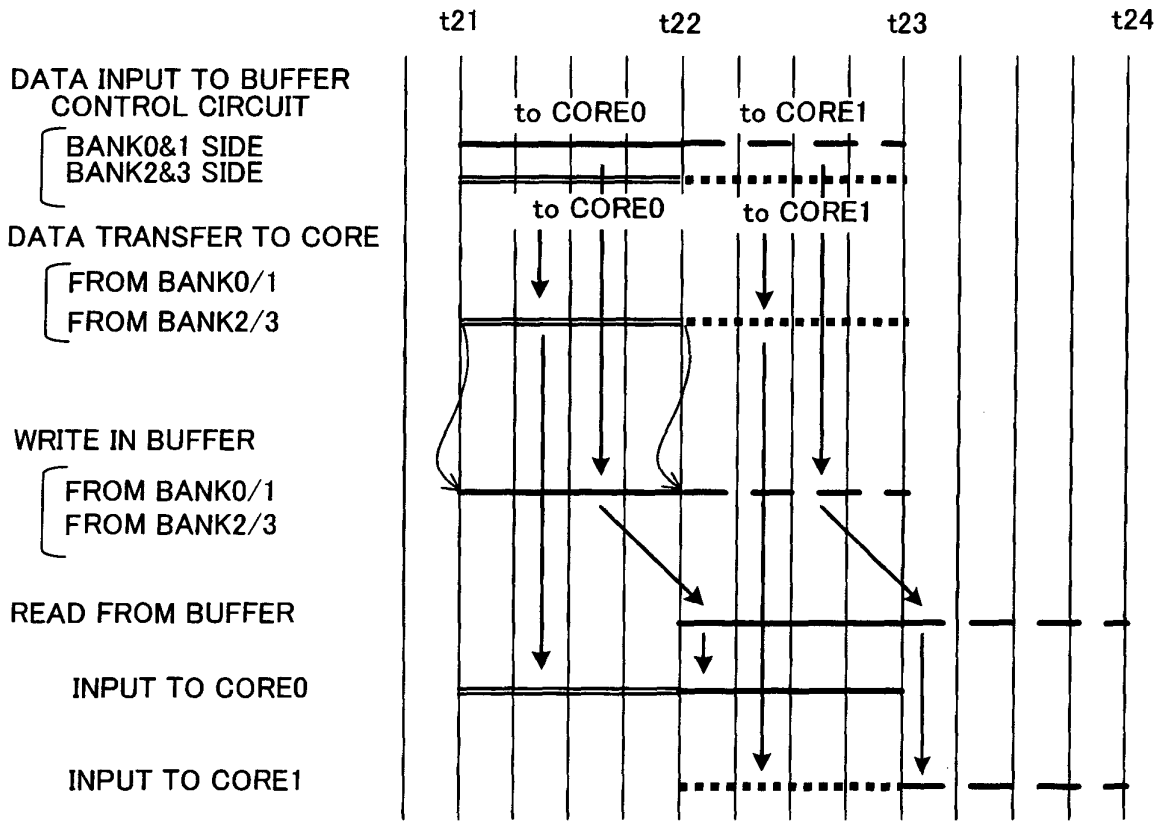 t21 t22 t23 t24
DATA INPUT TO BUFFER
CONTROL CIRCUIT
to CORE0 to CORE1
BANK0&1 SIDE
BANK2&3 SIDE
to CORE0 to CORE1
DATA TRANSFER TO CORE
FROM BANK0/1
FROM BANK2/3
WRITE IN BUFFER
FROM BANK0/1
FROM BANK2/3
READ FROM BUFFER
INPUT TO CORE0
INPUT TO CORE1